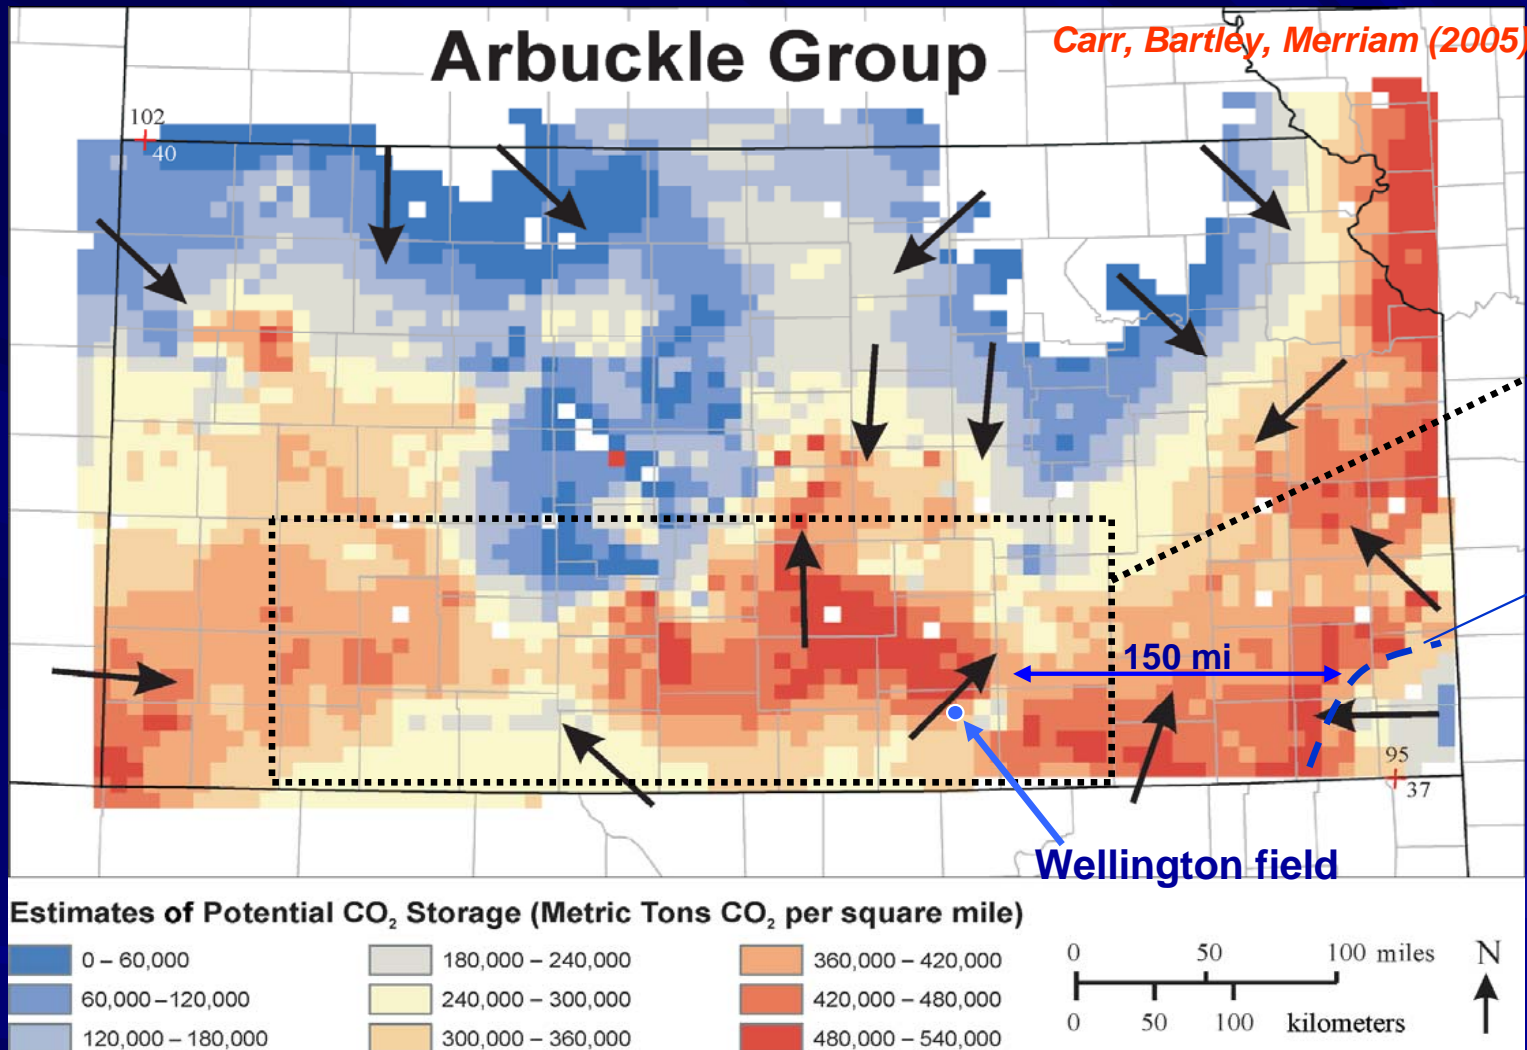 Arbuckle Group
Carr, Bartley, Merriam (2005)
102
40
150 mi
95
37
Wellington field
Estimates of Potential CO₂ Storage (Metric Tons CO₂ per square mile)
0 – 60,000
60,000 – 120,000
120,000 – 180,000
180,000 – 240,000
240,000 – 300,000
300,000 – 360,000
360,000 – 420,000
420,000 – 480,000
480,000 – 540,000
0 50 100 miles
0 50 100 kilometers
N